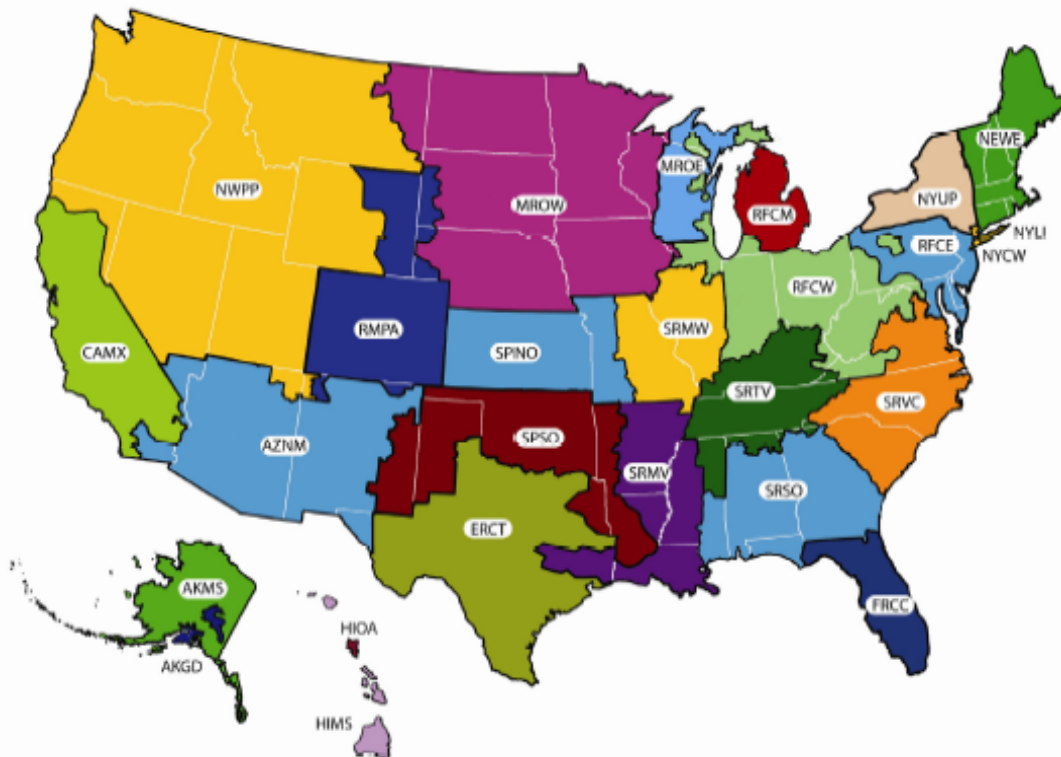 NEWE
MROE
NWPP
NYUP
MROW
RFCM
NYLI
RFCE
NYCW
RFCW
RMPA
SRMW
CAMX
SPNO
SRTV
SRVC
AZNM
SPSO
SRMV
SRSO
ERCT
AKMS
FRCC
HIOA
AKGD
HIMS